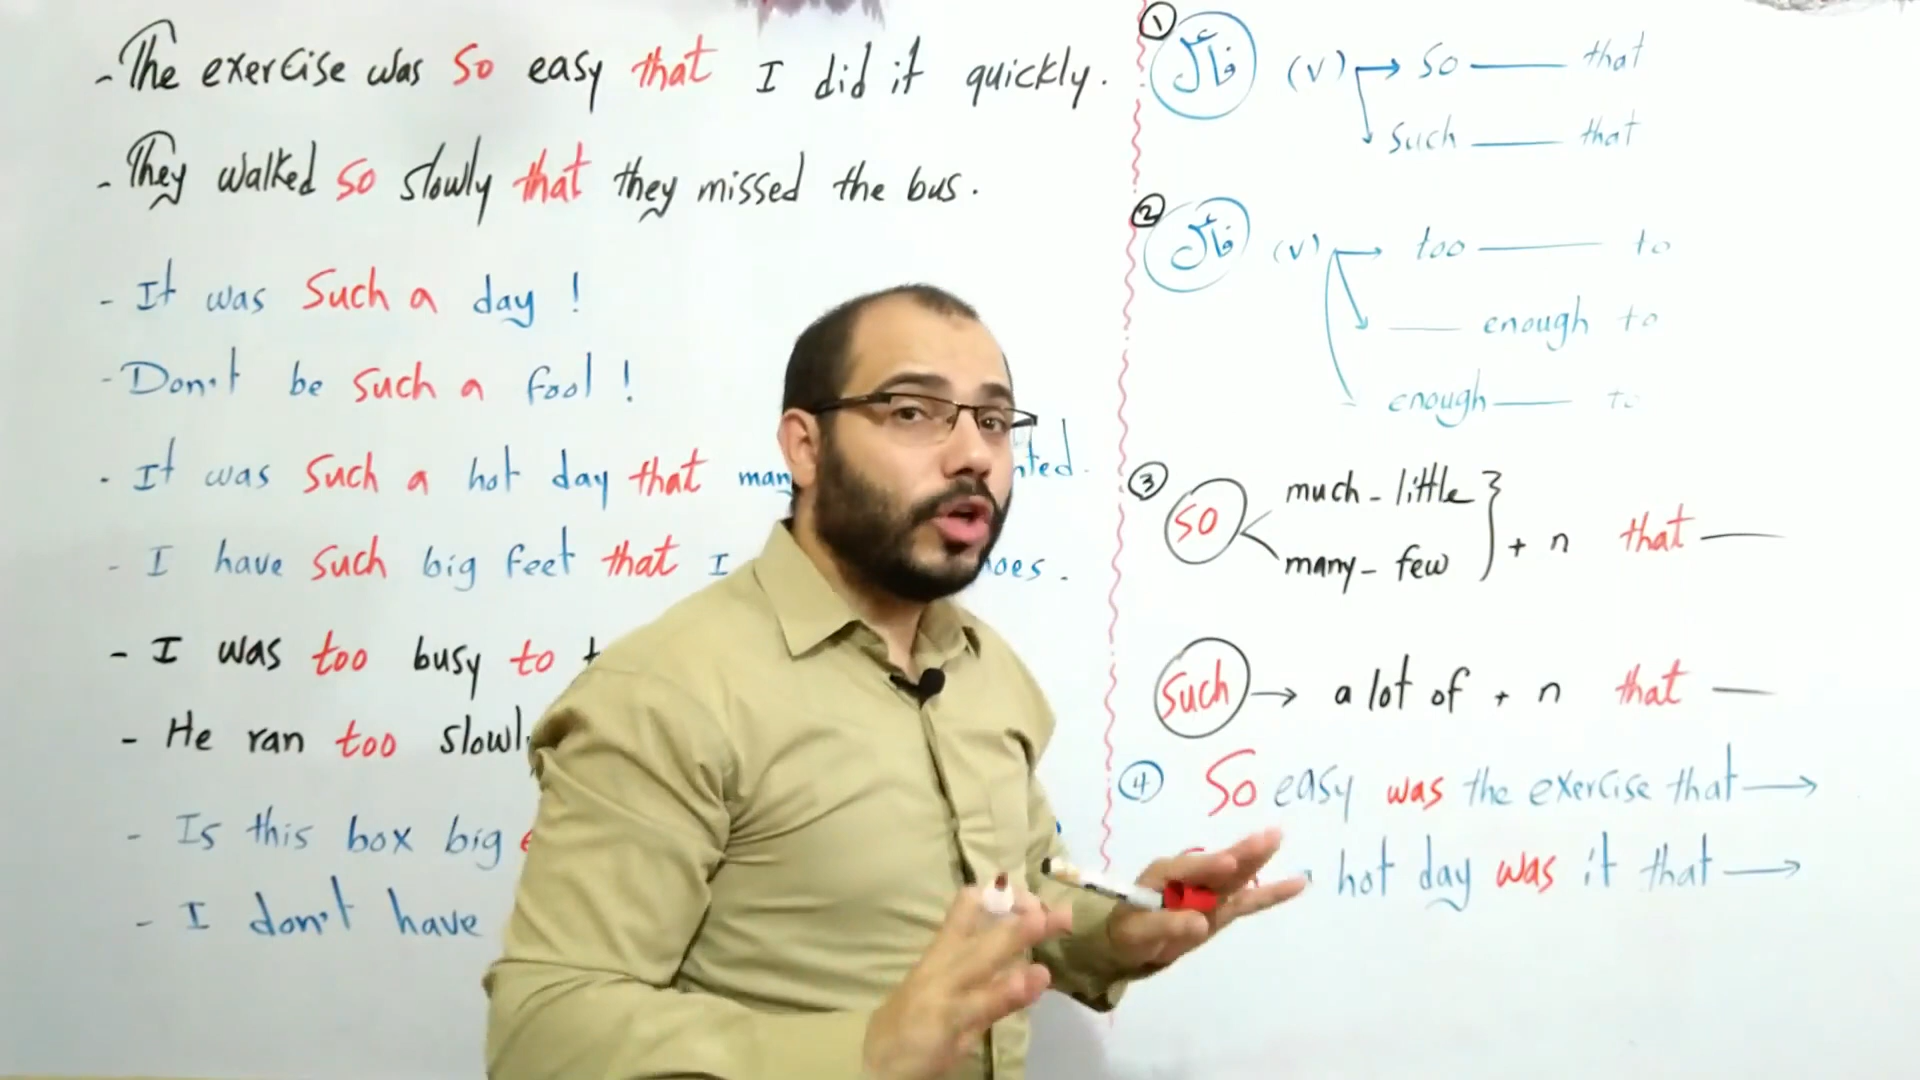 - The exercise was so easy that I did it quickly.
- They walked so slowly that they missed the bus.
- It was Such a day !
- Don't be such a fool !
- It was Such a hot day that
- I have such big feet that I
- I was too busy to
- He ran too
- Is this box big
- I don't have
① فاعل (v) → so — that
such — that
② فاعل (v) → too — to
— enough to
enough — to
③ so much - little
many - few } + n that —
such → a lot of + n that —
④ So easy was the exercise that →
hot day was it that →